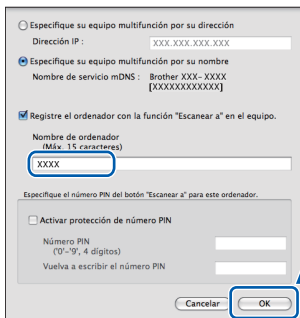 Especifique su equipo multifunción por su dirección
Dirección IP :
XXX.XXX.XXX.XXX
Especifique su equipo multifunción por su nombre
Nombre de servicio mDNS : Brother XXX- XXXX
[XXXXXXXXXXXX]
Registre el ordenador con la función "Escanear a" en el equipo.
Nombre de ordenador
(Máx. 15 caracteres)
XXXX
Especifique el número PIN del botón "Escanear a" para este ordenador.
Activar protección de número PIN
Número PIN
('0'-'9', 4 dígitos)
Vuelva a escribir el número PIN
Cancelar
OK